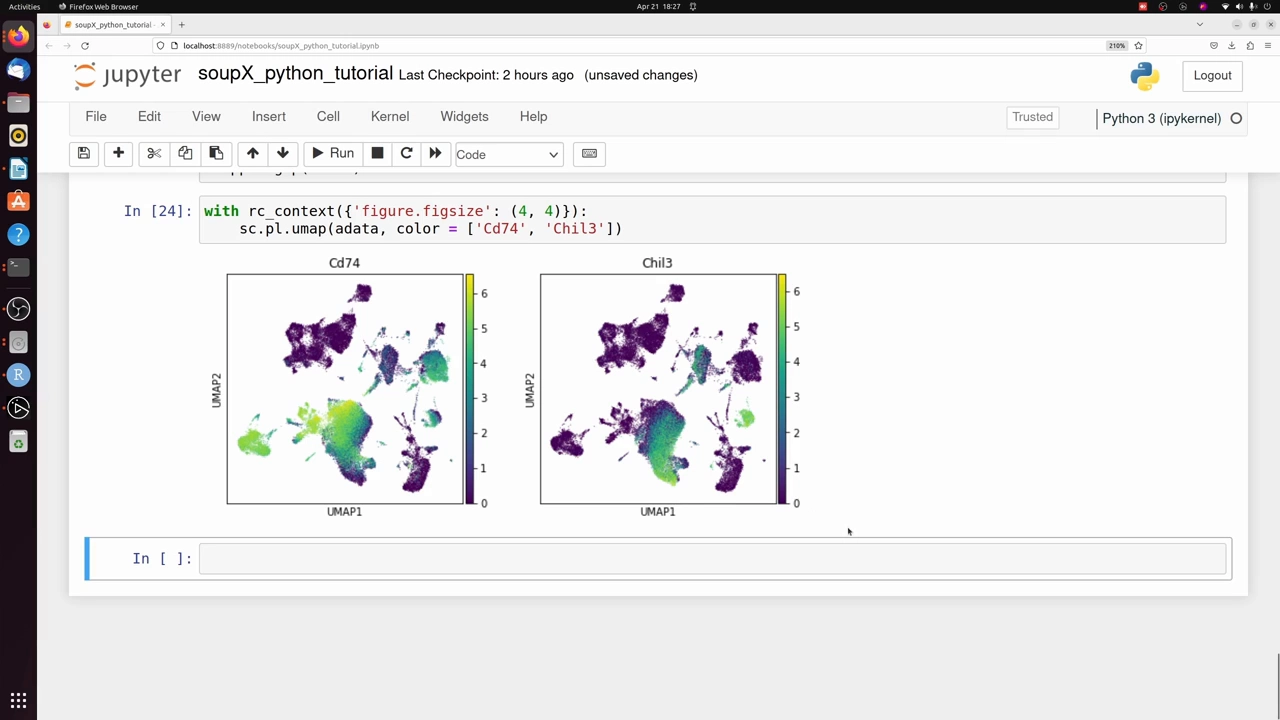 Activities
Firefox Web Browser
Apr 21 18:27
soupX_python_tutorial
localhost:8889/notebooks/soupX_python_tutorial.ipynb
210%
jupyter soupX_python_tutorial Last Checkpoint: 2 hours ago (unsaved changes)
Logout
File Edit View Insert Cell Kernel Widgets Help
Trusted
Python 3 (ipykernel)
Run
Code
In [24]: with rc_context({'figure.figsize': (4, 4)}):
sc.pl.umap(adata, color = ['Cd74', 'Chil3'])
Cd74
UMAP2
UMAP1
6
5
4
3
2
1
0
Chil3
UMAP2
UMAP1
6
5
4
3
2
1
0
In [ ]: